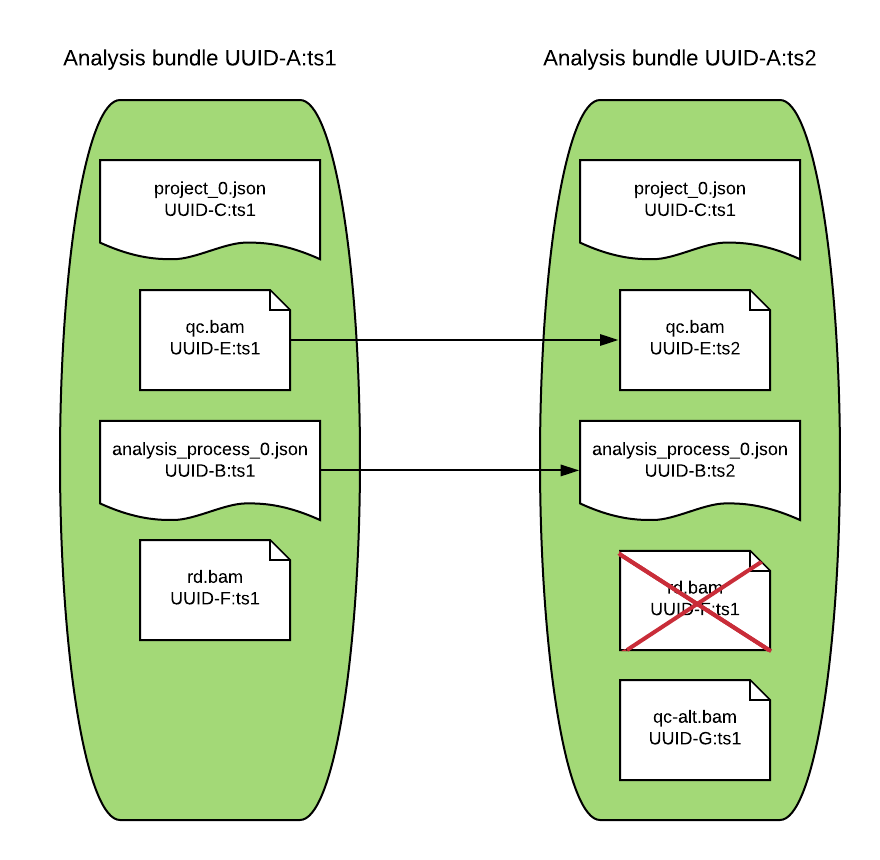 Analysis bundle UUID-A:ts1
Analysis bundle UUID-A:ts2
project_0.json
UUID-C:ts1
qc.bam
UUID-E:ts1
analysis_process_0.json
UUID-B:ts1
rd.bam
UUID-F:ts1
project_0.json
UUID-C:ts1
qc.bam
UUID-E:ts2
analysis_process_0.json
UUID-B:ts2
rd.bam
UUID-F:ts1
qc-alt.bam
UUID-G:ts1